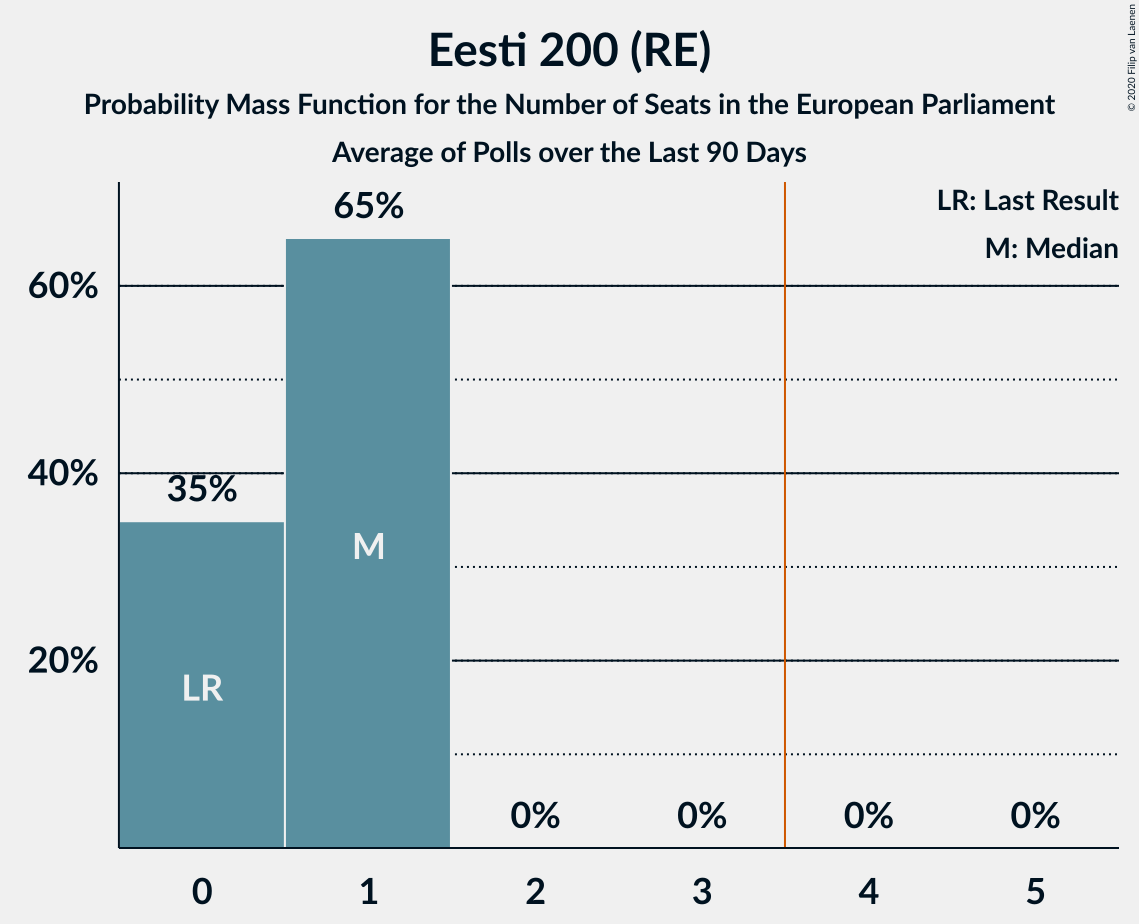 Eesti 200 (RE)
Probability Mass Function for the Number of Seats in the European Parliament
Average of Polls over the Last 90 Days
© 2020 Filip van Laenen
LR: Last Result
M: Median
65%
60%
40%
35%
M
20%
LR
0%
0%
0%
0%
0
1
2
3
4
5